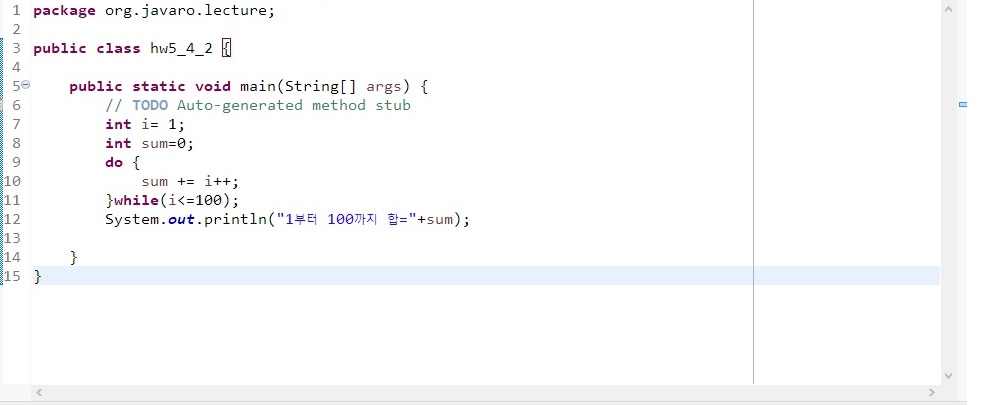 1 package org.javaro.lecture;
2
3 public class hw5_4_2 {
4
5 public static void main(String[] args) {
6 // TODO Auto-generated method stub
7 int i= 1;
8 int sum=0;
9 do {
10 sum += i++;
11 }while(i<=100);
12 System.out.println("1부터 100까지 합="+sum);
13
14 }
15 }